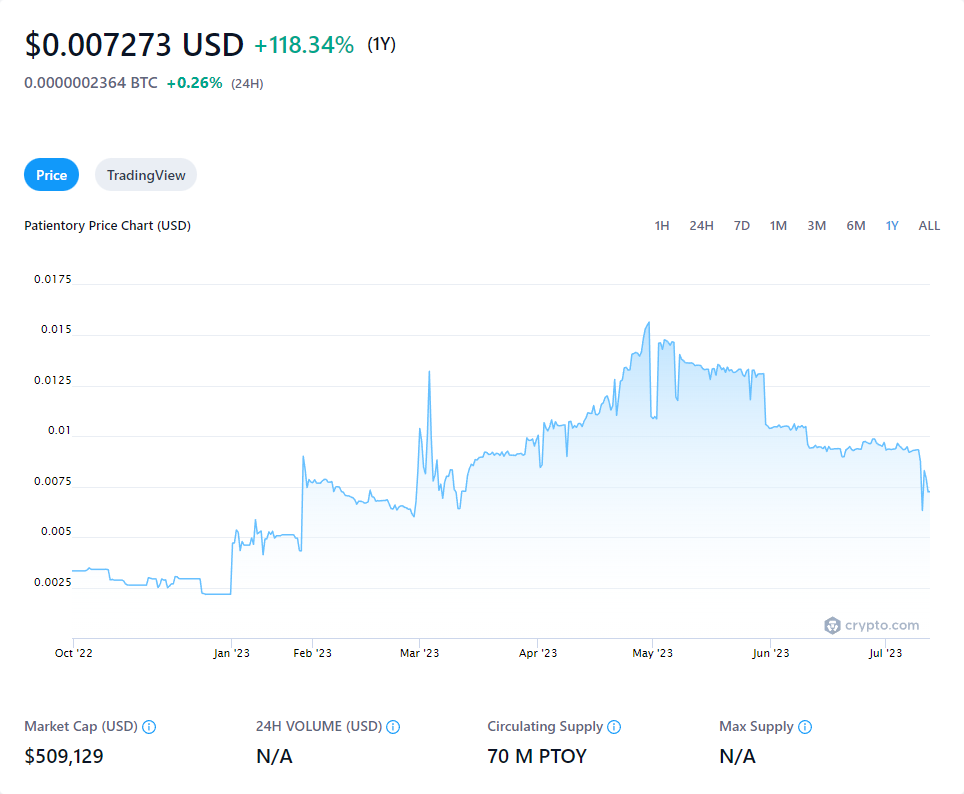 $0.007273 USD +118.34% (1Y)
0.0000002364 BTC +0.26% (24H)
Price TradingView
Patientory Price Chart (USD) 1H 24H 7D 1M 3M 6M 1Y ALL
0.0175
0.015
0.0125
0.01
0.0075
0.005
0.0025
crypto.com
Oct '22 Jan '23 Feb '23 Mar '23 Apr '23 May '23 Jun '23 Jul '23
Market Cap (USD) 24H VOLUME (USD) Circulating Supply Max Supply
$509,129 N/A 70 M PTOY N/A